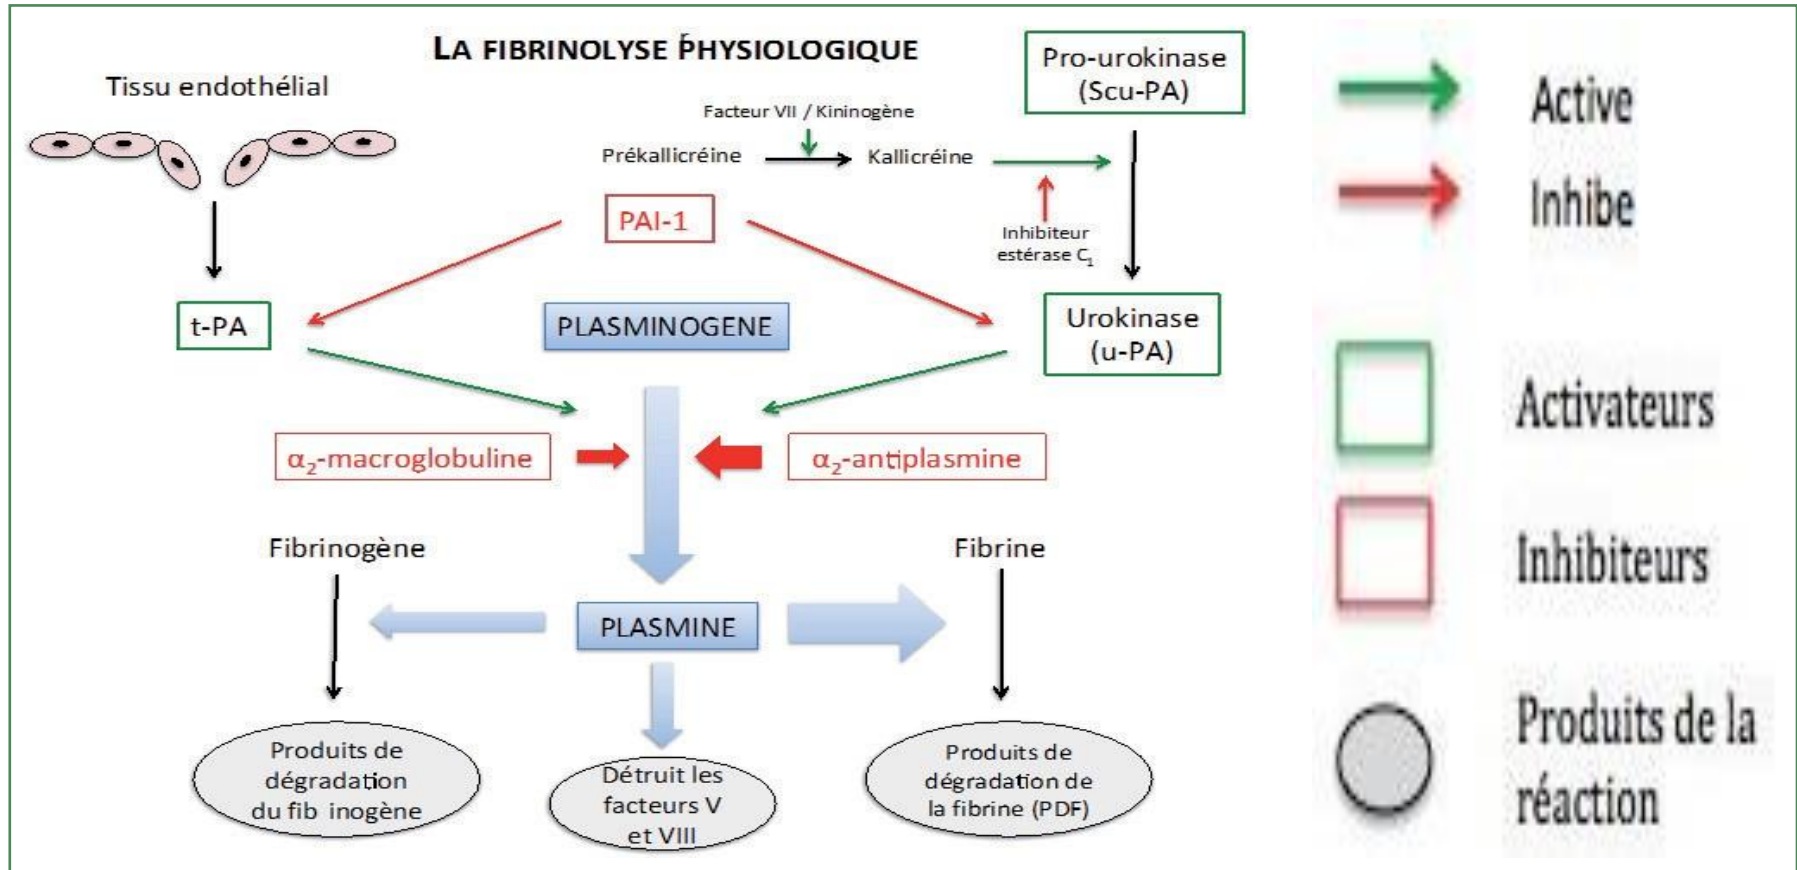 LA FIBRINOLYSE PHYSIOLOGIQUE
Tissu endothélial
Pro-urokinase
(Scu-PA)
Facteur VII / Kininogène
Prékallicréine
Kallicréine
PAI-1
Inhibiteur
estérase C1
t-PA
PLASMINOGENE
Urokinase
(u-PA)
α2-macroglobuline
α2-antiplasmine
Fibrinogène
Fibrine
PLASMINE
Produits de
dégradation
du fib inogène
Détruit les
facteurs V
et VIII
Produits de
dégradation de
la fibrine (PDF)
Active
Inhibe
Activateurs
Inhibiteurs
Produits de la
réaction